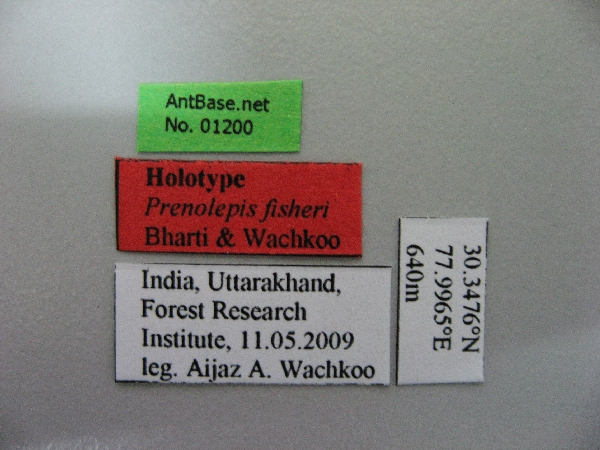 AntBase.net
No. 01200
Holotype
Prenolepis fisheri
Bharti & Wachkoo
India, Uttarakhand,
Forest Research
Institute, 11.05.2009
leg. Aijaz A. Wachkoo
30.3476°N
77.9965°E
640m